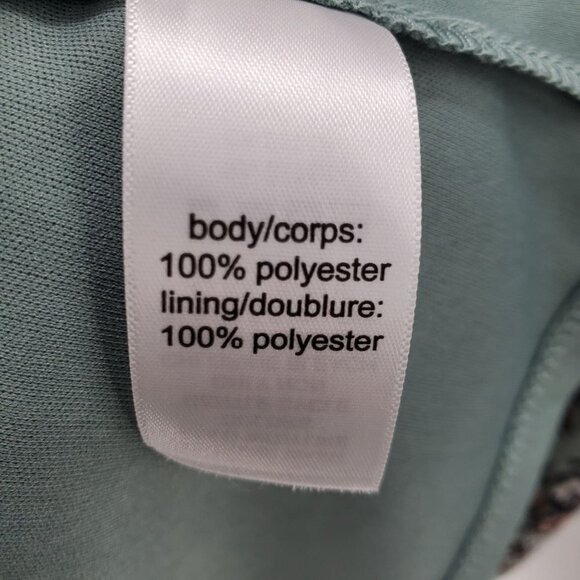 body/corps:
100% polyester
lining/doublure:
100% polyester